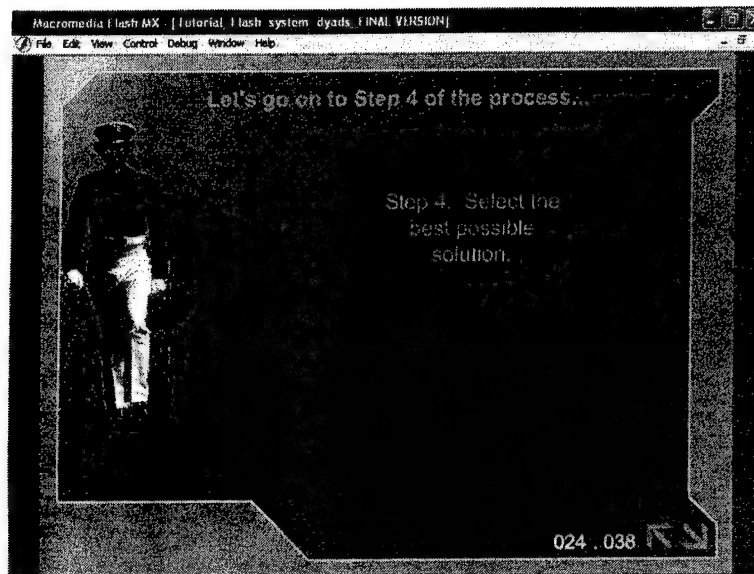 Macromedia Flash MX - [Tutorial_Flash_system_dyads_FINAL VERSION]
File Edit View Control Debug Window Help
Let's go on to Step 4 of the process...
Step 4. Select the
best possible
solution.
024 . 038